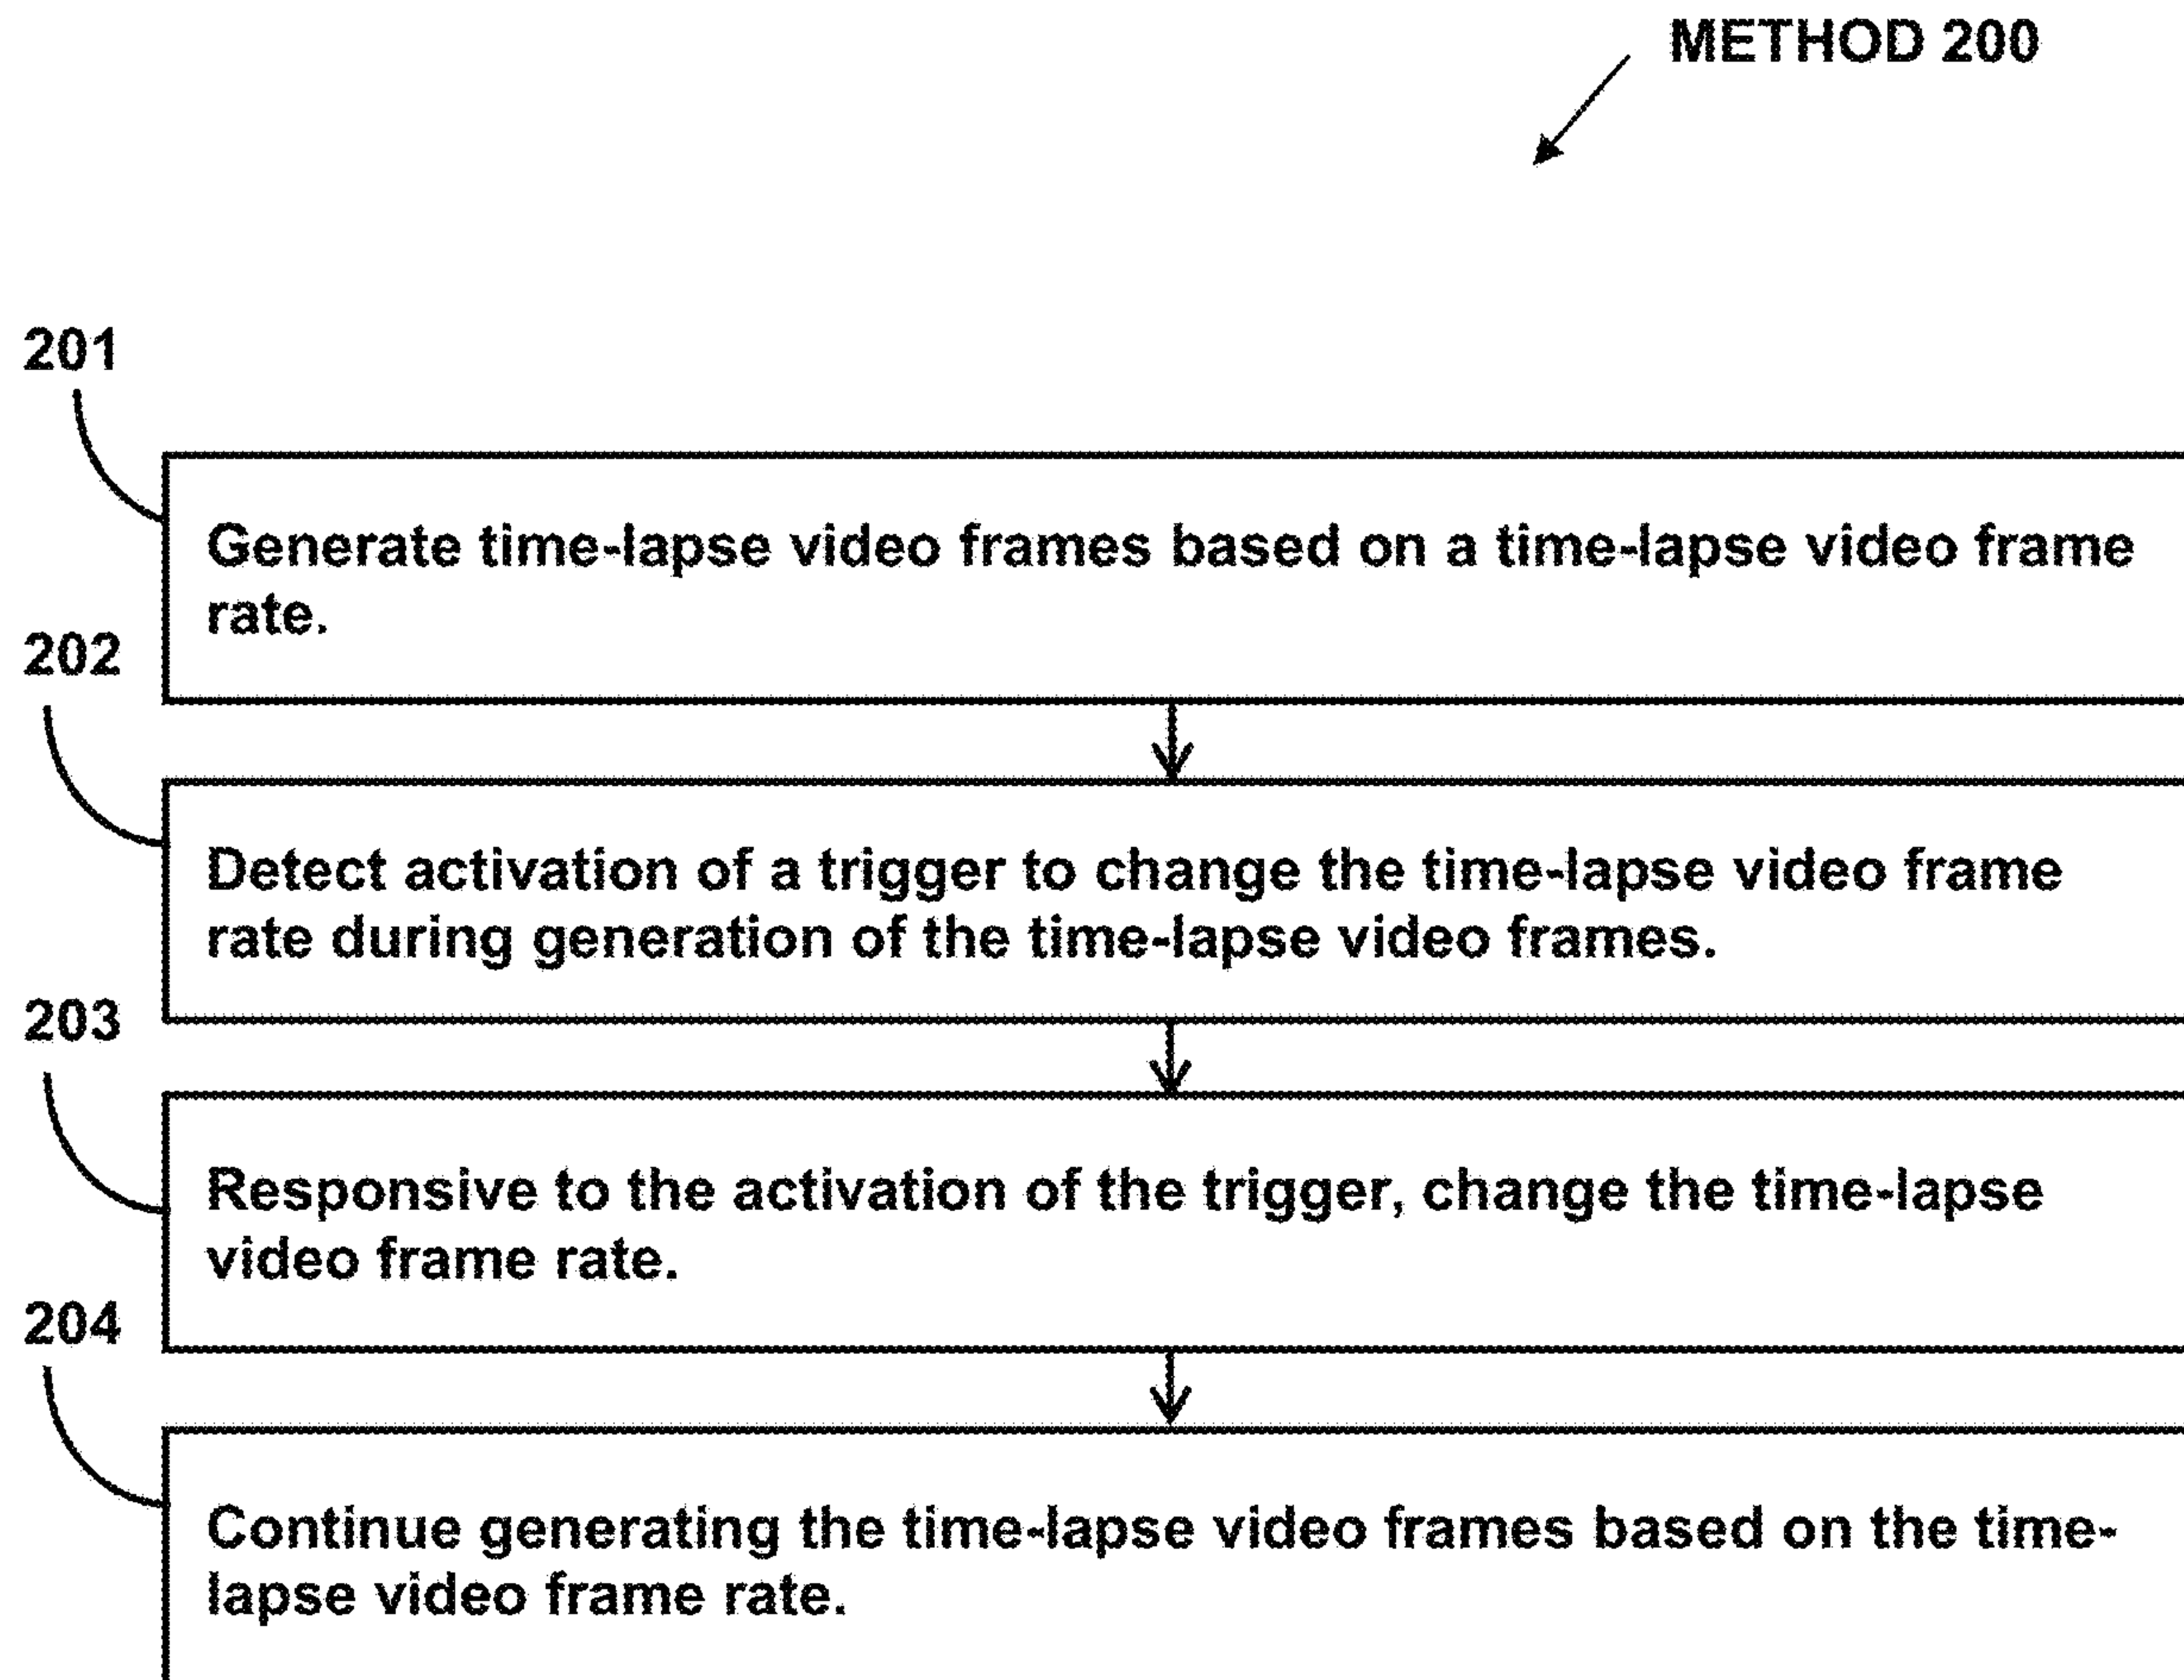 METHOD 200
201
Generate time-lapse video frames based on a time-lapse video frame
rate.
202
Detect activation of a trigger to change the time-lapse video frame
rate during generation of the time-lapse video frames.
203
Responsive to the activation of the trigger, change the time-lapse
video frame rate.
204
Continue generating the time-lapse video frames based on the time-
lapse video frame rate.